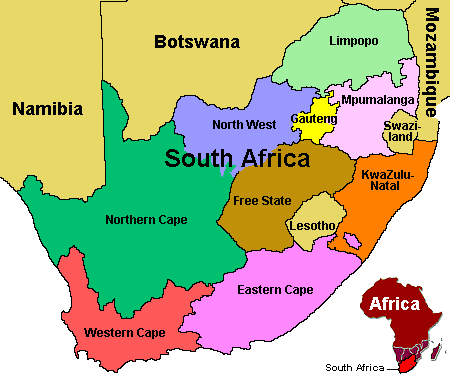 Botswana
Limpopo
Mozambique
Namibia
Mpumalanga
Gauteng
North West
Swazi-
land
South Africa
KwaZulu-
Natal
Free State
Northern Cape
Lesotho
Eastern Cape
Western Cape
Africa
South Africa